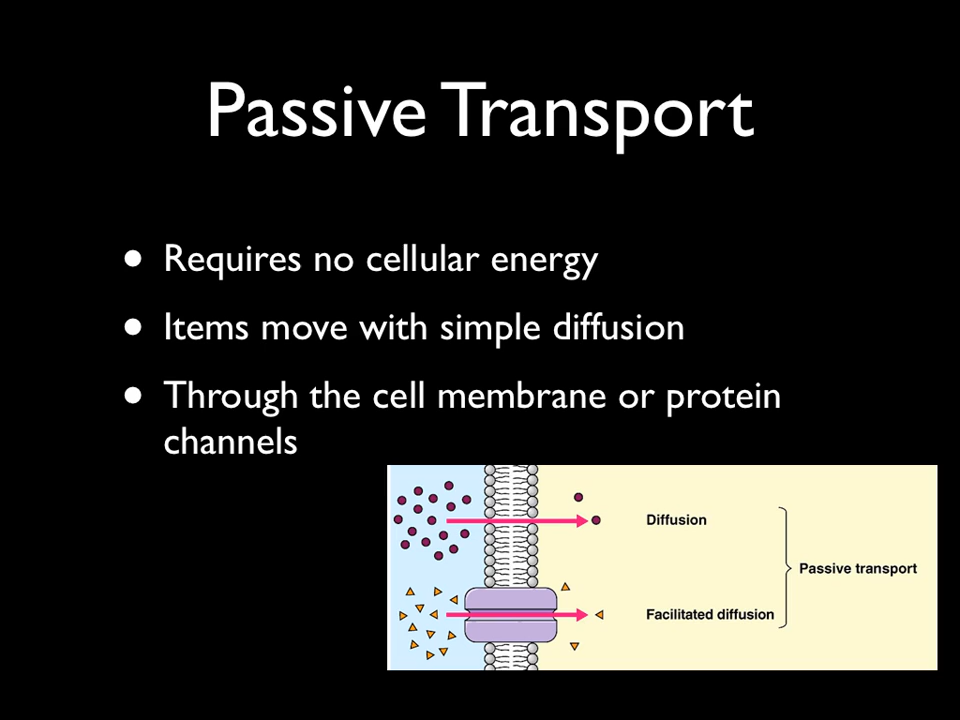 Passive Transport
• Requires no cellular energy
• Items move with simple diffusion
• Through the cell membrane or protein
channels
Diffusion
Passive transport
Facilitated diffusion